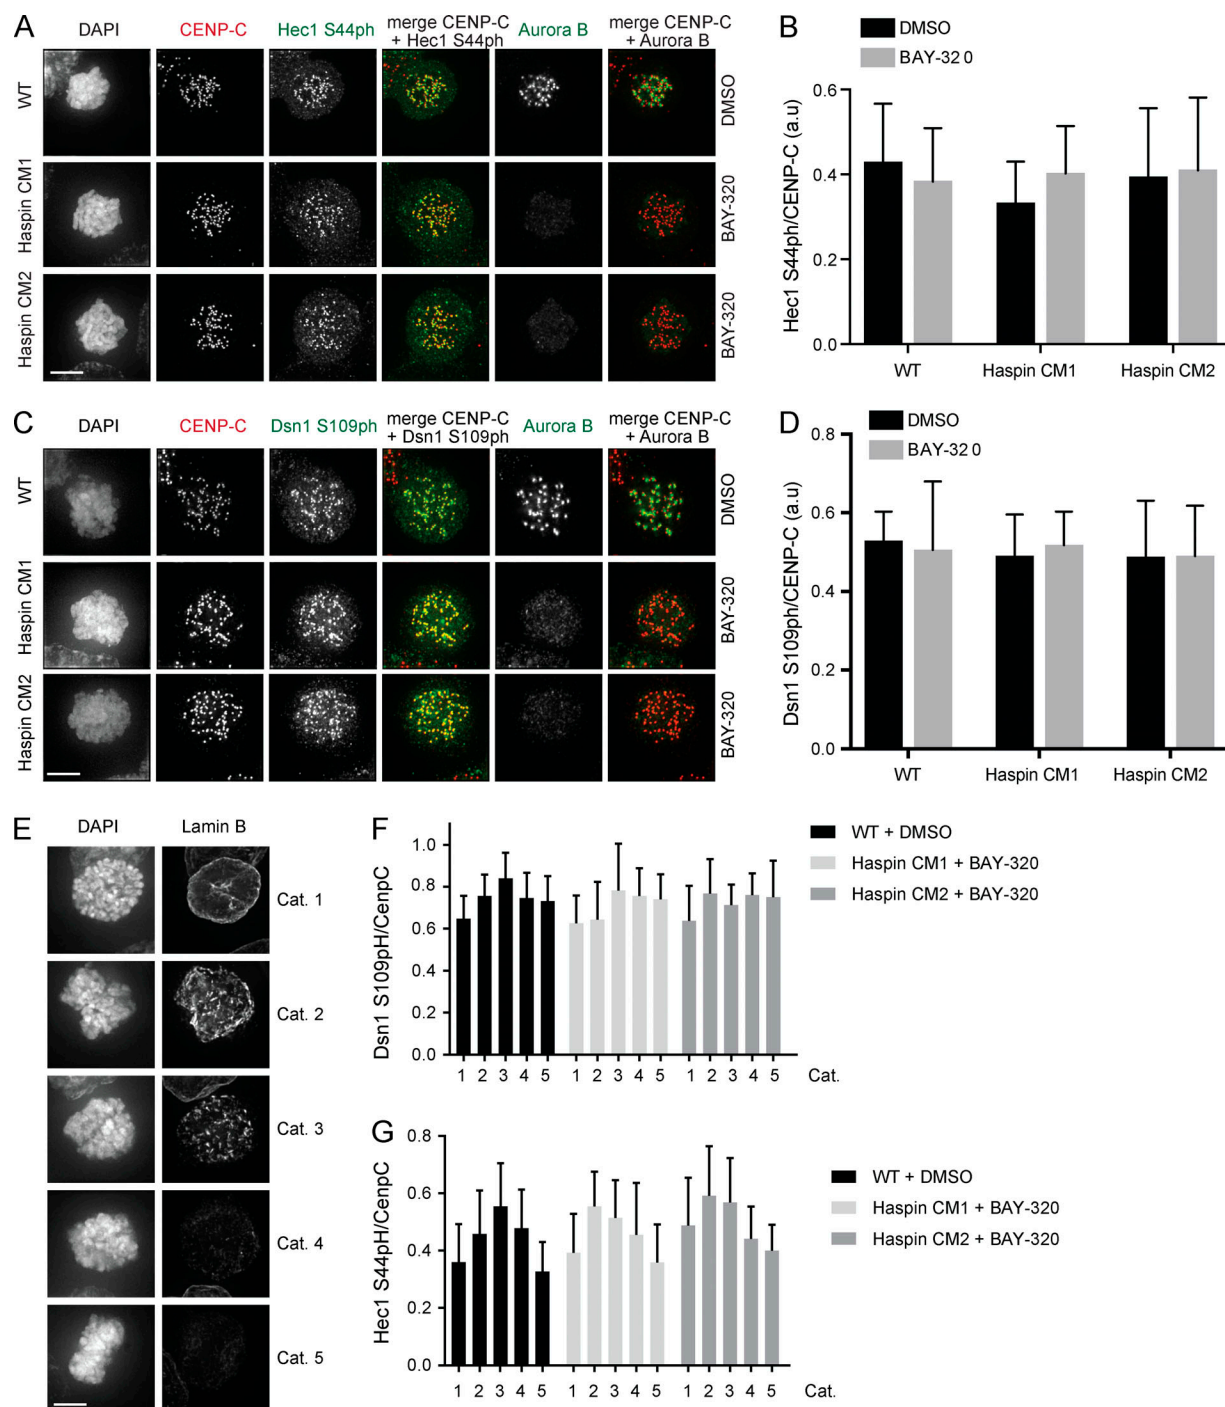 A
DAPI
CENP-C
Hec1 S44ph
merge CENP-C
+ Hec1 S44ph
Aurora B
merge CENP-C
+ Aurora B
WT
DMSO
Haspin CM1
BAY-320
Haspin CM2
BAY-320
B
DMSO
BAY-32 0
Hec1 S44ph/CENP-C (a.u)
0.6
0.4
0.2
0.0
WT
Haspin CM1
Haspin CM2
C
DAPI
CENP-C
Dsn1 S109ph
merge CENP-C
+ Dsn1 S109ph
Aurora B
merge CENP-C
+ Aurora B
WT
DMSO
Haspin CM1
BAY-320
Haspin CM2
BAY-320
D
DMSO
BAY-32 0
Dsn1 S109ph/CENP-C (a.u)
0.8
0.6
0.4
0.2
0.0
WT
Haspin CM1
Haspin CM2
E
DAPI
Lamin B
Cat. 1
Cat. 2
Cat. 3
Cat. 4
Cat. 5
F
Dsn1 S109pH/CenpC
1.0
0.8
0.6
0.4
0.2
0.0
1 2 3 4 5 1 2 3 4 5 1 2 3 4 5 Cat.
WT + DMSO
Haspin CM1 + BAY-320
Haspin CM2 + BAY-320
G
Hec1 S44pH/CenpC
0.8
0.6
0.4
0.2
0.0
1 2 3 4 5 1 2 3 4 5 1 2 3 4 5 Cat.
WT + DMSO
Haspin CM1 + BAY-320
Haspin CM2 + BAY-320